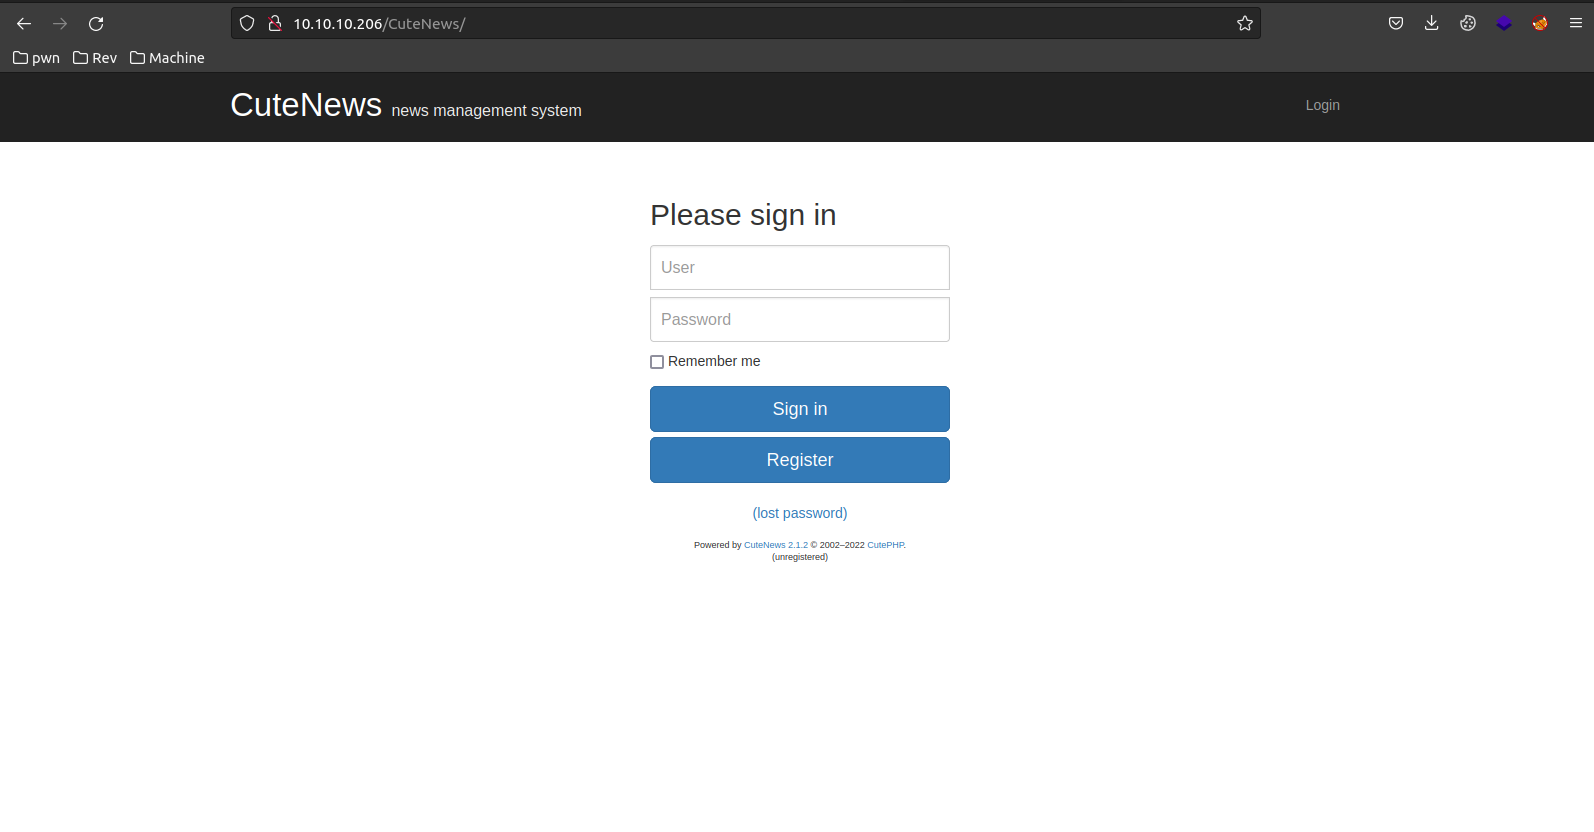 10.10.10.206/CuteNews/
pwn Rev Machine
CuteNews news management system Login
Please sign in
User
Password
Remember me
Sign in
Register
(lost password)
Powered by CuteNews 2.1.2 © 2002–2022 CutePHP.
(unregistered)